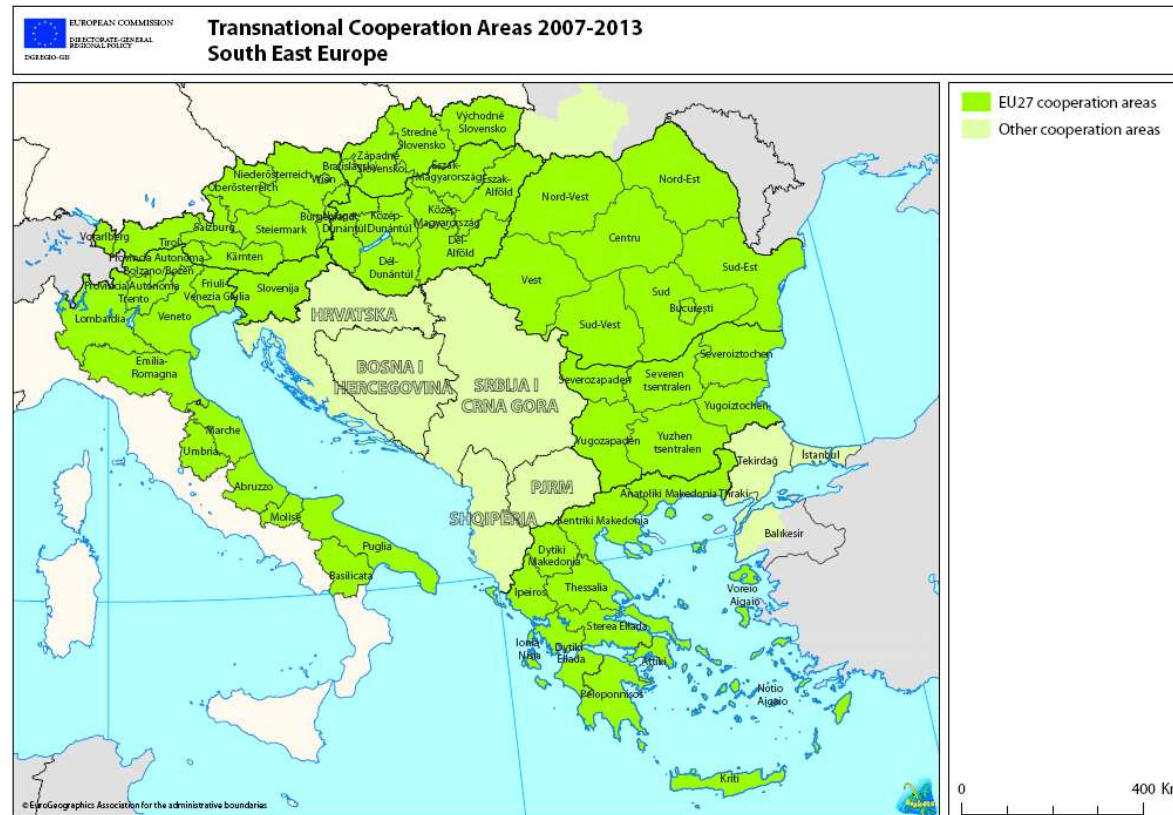 EUROPEAN COMMISSION
DIRECTORATE-GENERAL
REGIONAL POLICY
DGREGIO-GIS
Transnational Cooperation Areas 2007-2013
South East Europe
EU27 cooperation areas
Other cooperation areas
Východné
Slovensko
Stredné
Slovensko
Západné
Slovensko
Bratislavský
Niederösterreich
Oberösterreich
Wien
Észak-
Magyarország
Észak-
Alföld
Nord-Est
Nord-Vest
Salzburg
Steiermark
Burgenland
Dunántúl
Közép-
Dunántúl
Közép-
Magyarország
Dél-
Alföld
Centru
Vorarlberg
Tirol
Kärnten
Dél-
Dunántúl
Sud-Est
Provincia Autonoma
Bolzano/Bozen
Provincia Autonoma
Trento
Friuli-
Venezia Giulia
Slovenija
Vest
Sud
Bucureşti
Lombardia
Veneto
HRVATSKA
Sud-Vest
Emilia-
Romagna
BOSNA I
HERCEGOVINA
SRBIJA I
CRNA GORA
Severoiztochen
Severozapaden
Severen
tsentralen
Yugoiztochen
Marche
Umbria
Yugozapaden
Yuzhen
tsentralen
Tekirdağ
İstanbul
Abruzzo
PJRM
Anatoliki Makedonia Thraki
Molise
SHQIPËRIA
Kentriki Makedonia
Puglia
Balıkesir
Dytiki
Makedonia
Basilicata
Ipeiros
Thessalia
Voreio
Aigaio
Sterea Ellada
Ionia
Nisia
Dytiki
Ellada
Attiki
Peloponnisos
Notio
Aigaio
Kriti
© EuroGeographics Association for the administrative boundaries
0
400 Km